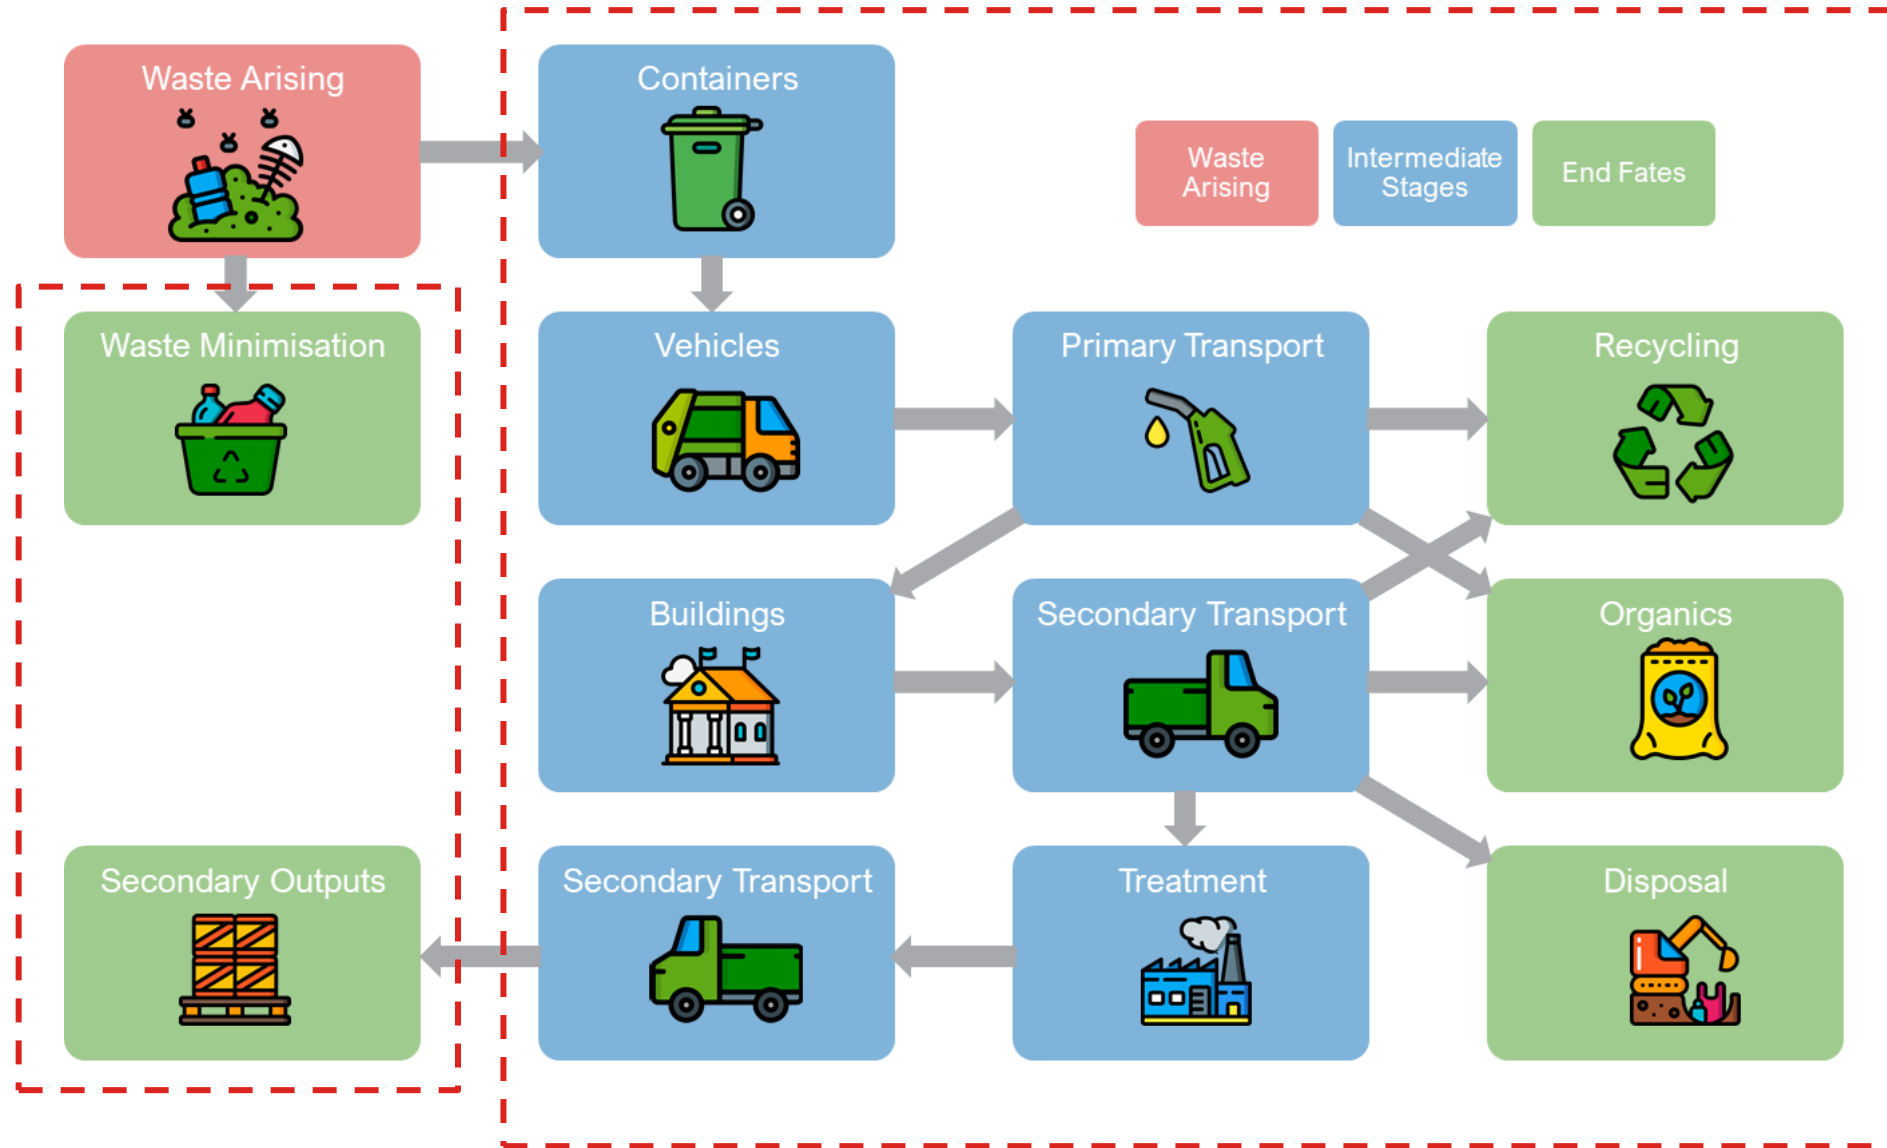 Waste Arising
Containers
Waste
Arising
Intermediate
Stages
End Fates
Waste Minimisation
Vehicles
Primary Transport
Recycling
Buildings
Secondary Transport
Organics
Secondary Outputs
Secondary Transport
Treatment
Disposal